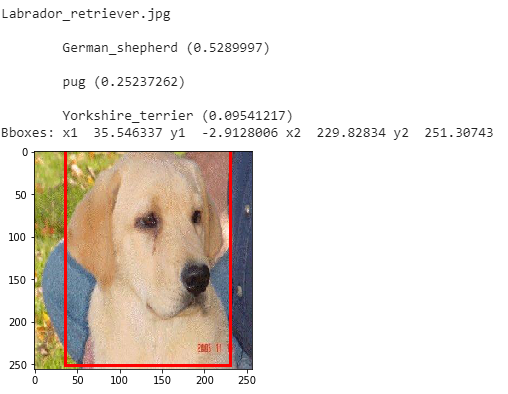 Labrador_retriever.jpg
German_shepherd (0.5289997)
pug (0.25237262)
Yorkshire_terrier (0.09541217)
Bboxes: x1  35.546337 y1  -2.9128006 x2  229.82834 y2  251.30743
0
50
100
150
200
250
0 50 100 150 200 250